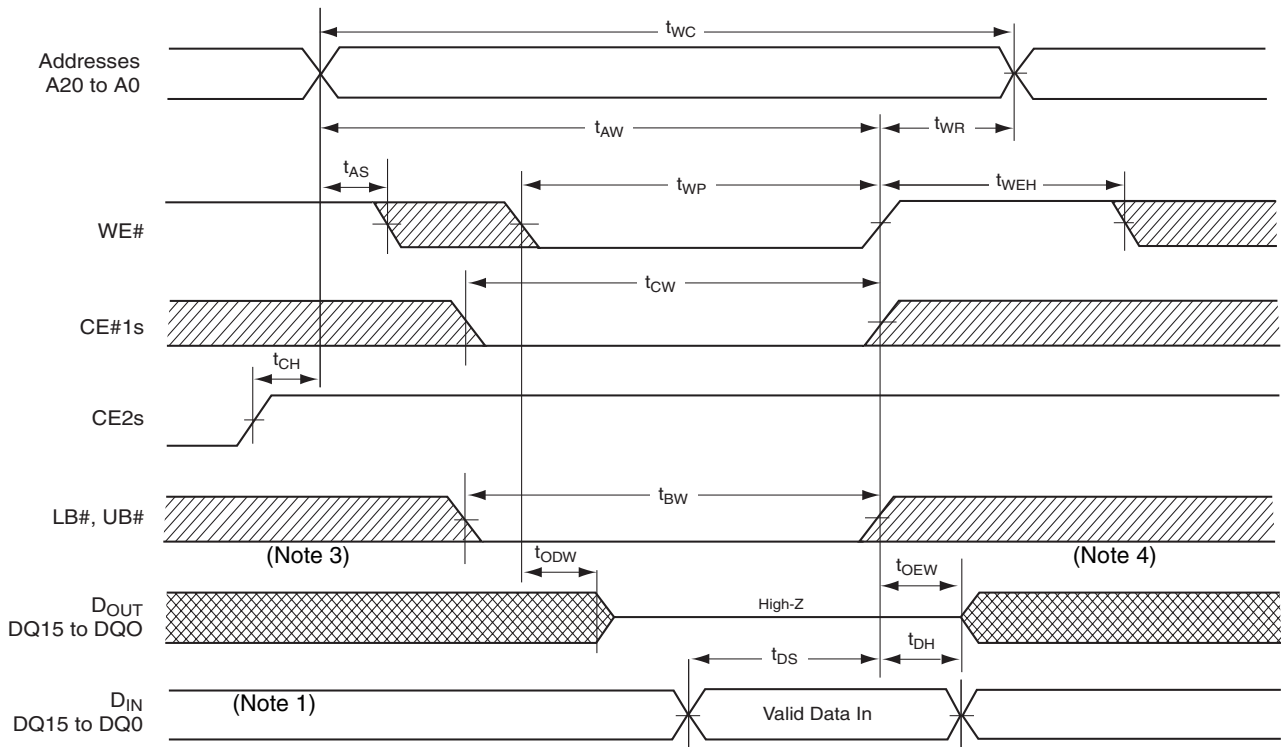 tWC
Addresses
A20 to A0
tAW
tWR
tAS
tWP
tWEH
WE#
tCW
CE#1s
tCH
CE2s
tBW
LB#, UB#
(Note 3)
(Note 4)
tODW
tOEW
DOUT
DQ15 to DQO
High-Z
tDS
tDH
DIN
DQ15 to DQ0
(Note 1)
Valid Data In